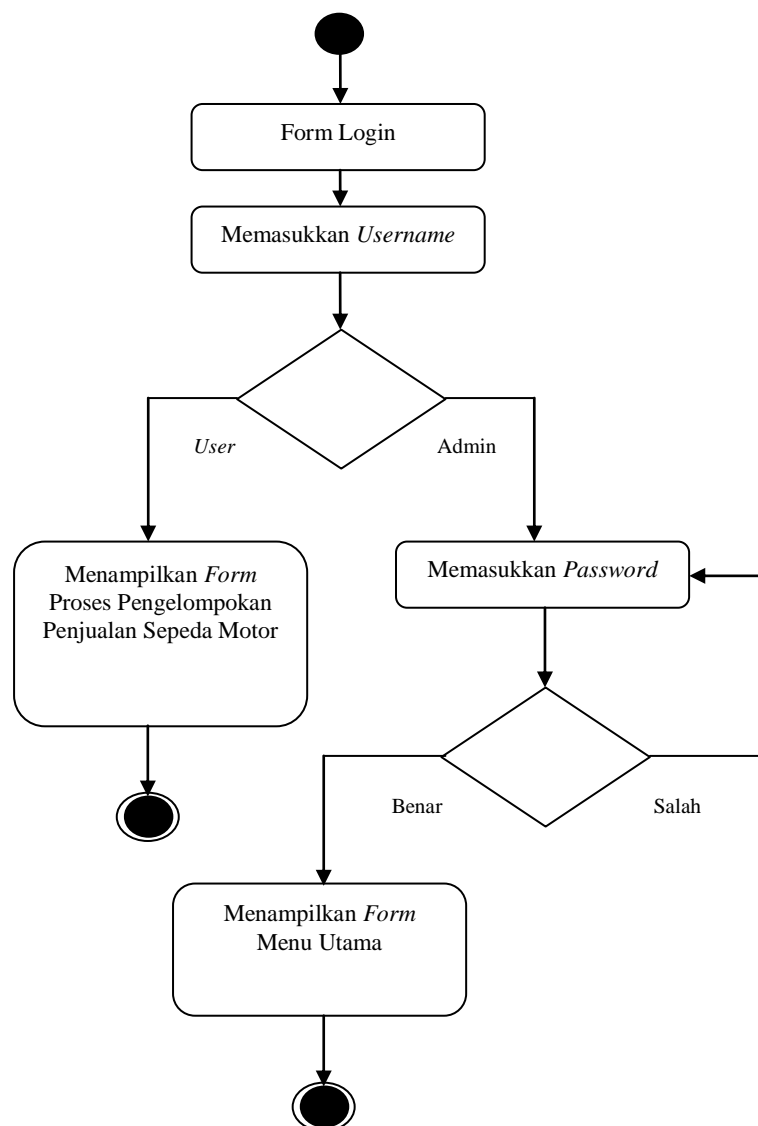 Form Login
Memasukkan Username
User
Admin
Menampilkan Form
Proses Pengelompokan
Penjualan Sepeda Motor
Memasukkan Password
Benar
Salah
Menampilkan Form
Menu Utama